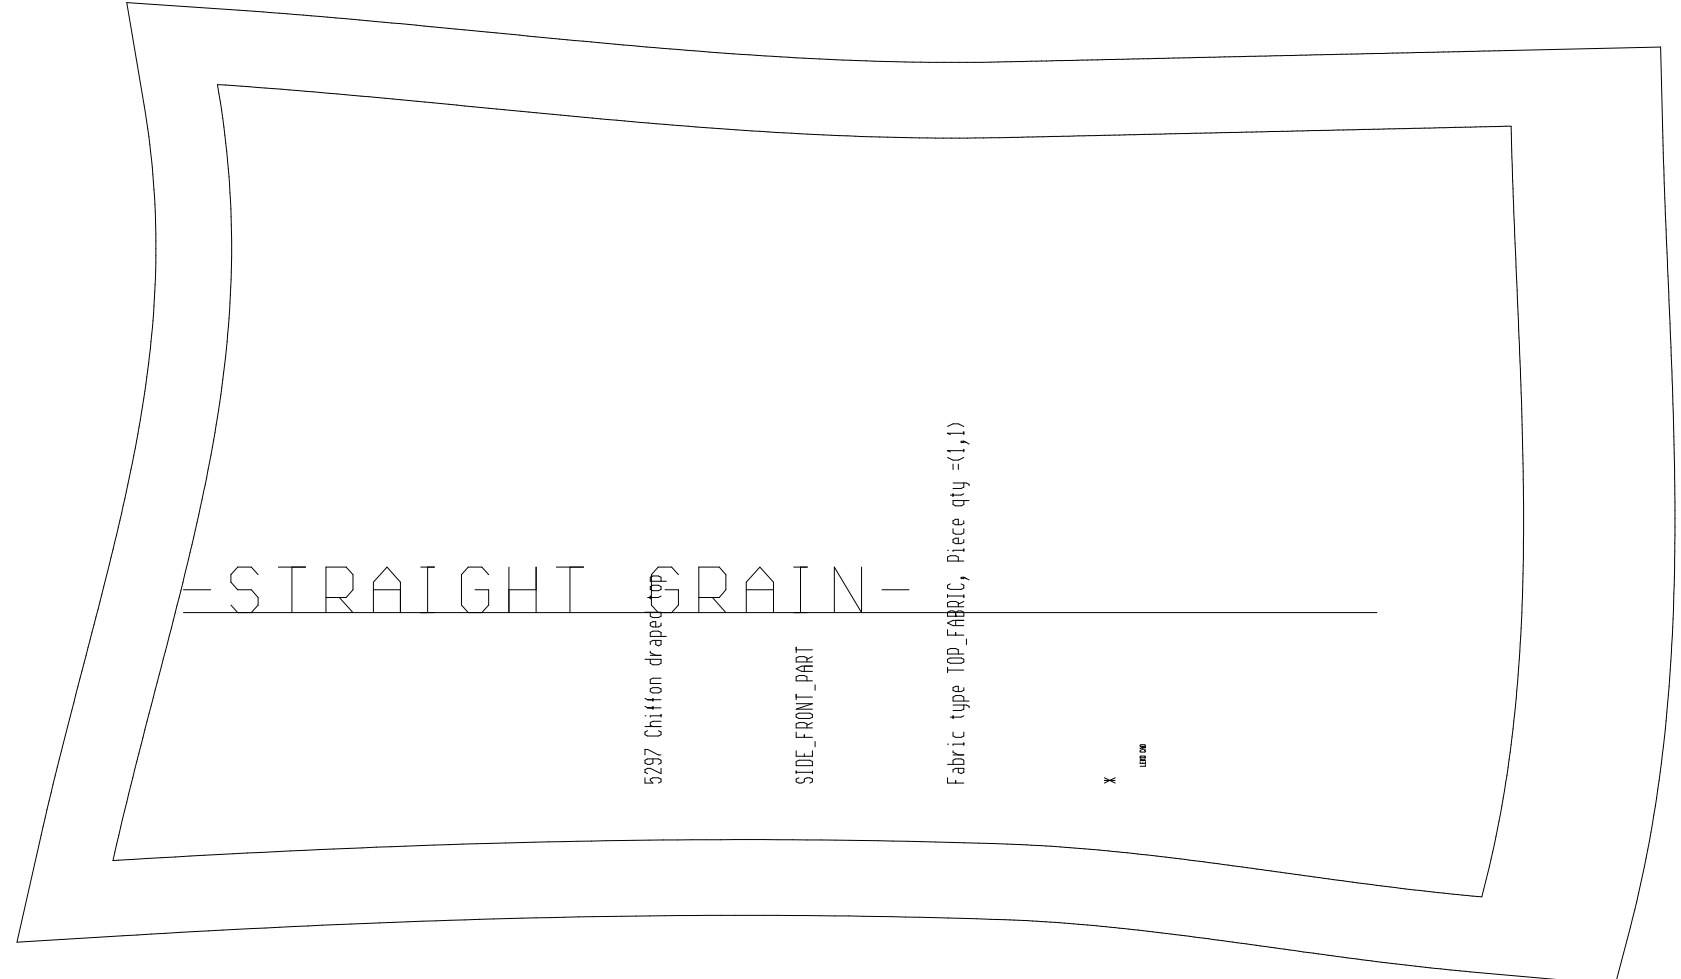 -STRAIGHT GRAIN-
5297 Chiffon draped top
SIDE_FRONT_PART
Fabric type TOP_FABRIC, Piece qty =(1,1)